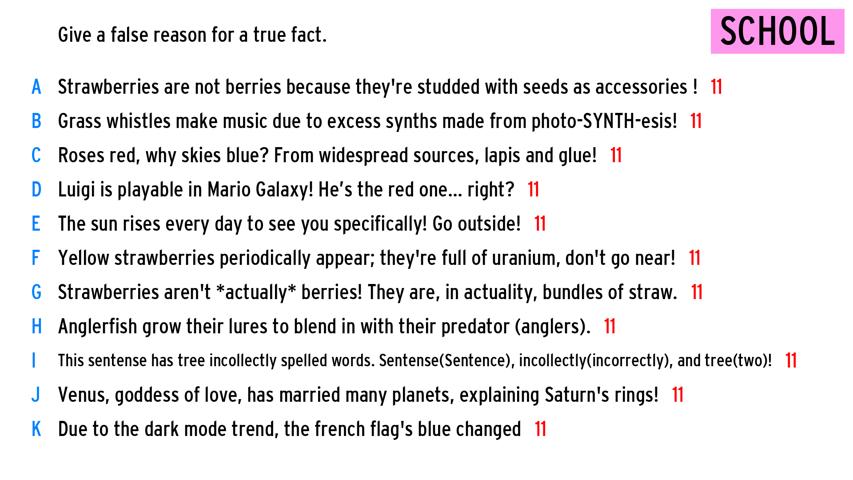 Give a false reason for a true fact.
SCHOOL
A Strawberries are not berries because they're studded with seeds as accessories ! 11
B Grass whistles make music due to excess synths made from photo-SYNTH-esis! 11
C Roses red, why skies blue? From widespread sources, lapis and glue! 11
D Luigi is playable in Mario Galaxy! He's the red one... right? 11
E The sun rises every day to see you specifically! Go outside! 11
F Yellow strawberries periodically appear; they're full of uranium, don't go near! 11
G Strawberries aren't *actually* berries! They are, in actuality, bundles of straw. 11
H Anglerfish grow their lures to blend in with their predator (anglers). 11
I This sentense has tree incollectly spelled words. Sentense(Sentence), incollectly(incorrectly), and tree(two)! 11
J Venus, goddess of love, has married many planets, explaining Saturn's rings! 11
K Due to the dark mode trend, the french flag's blue changed 11